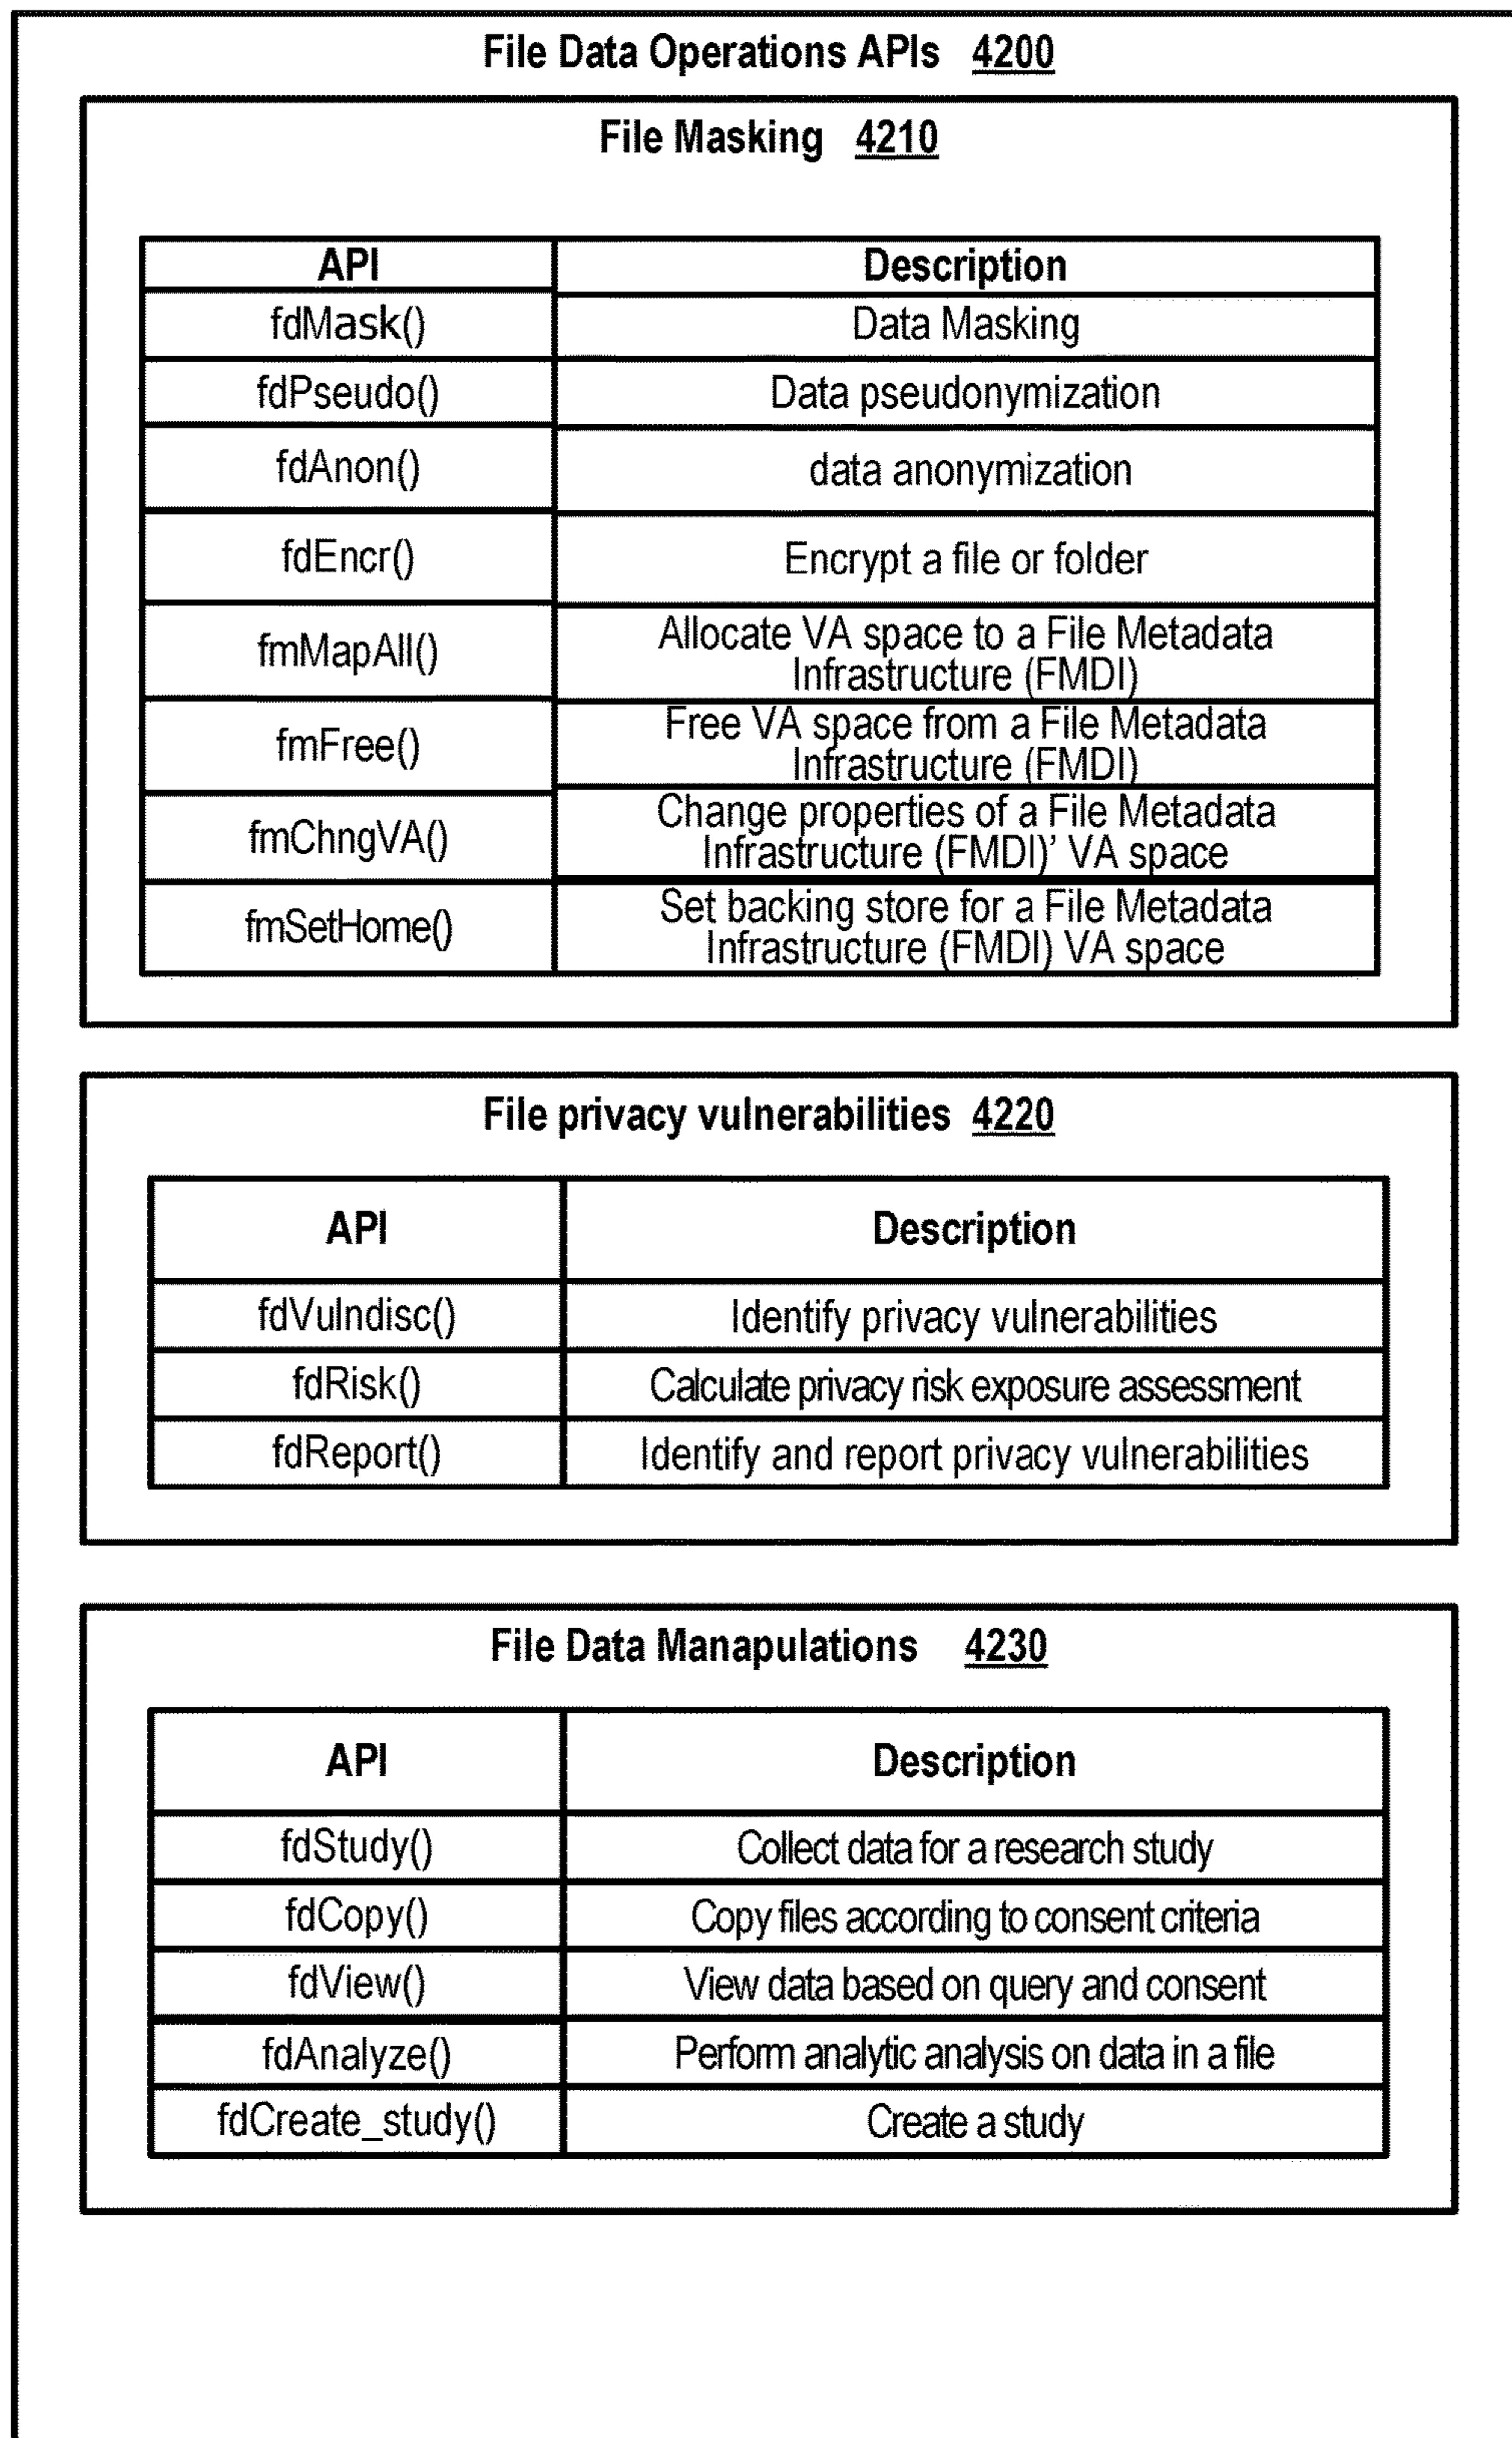 File Data Operations APIs 4200
File Masking 4210
API Description
fdMask() Data Masking
fdPseudo() Data pseudonymization
fdAnon() data anonymization
fdEncr() Encrypt a file or folder
fmMapAll() Allocate VA space to a File Metadata
Infrastructure (FMDI)
fmFree() Free VA space from a File Metadata
Infrastructure (FMDI)
fmChngVA() Change properties of a File Metadata
Infrastructure (FMDI)' VA space
fmSetHome() Set backing store for a File Metadata
Infrastructure (FMDI) VA space
File privacy vulnerabilities 4220
API Description
fdVulndisc() Identify privacy vulnerabilities
fdRisk() Calculate privacy risk exposure assessment
fdReport() Identify and report privacy vulnerabilities
File Data Manapulations 4230
API Description
fdStudy() Collect data for a research study
fdCopy() Copy files according to consent criteria
fdView() View data based on query and consent
fdAnalyze() Perform analytic analysis on data in a file
fdCreate_study() Create a study